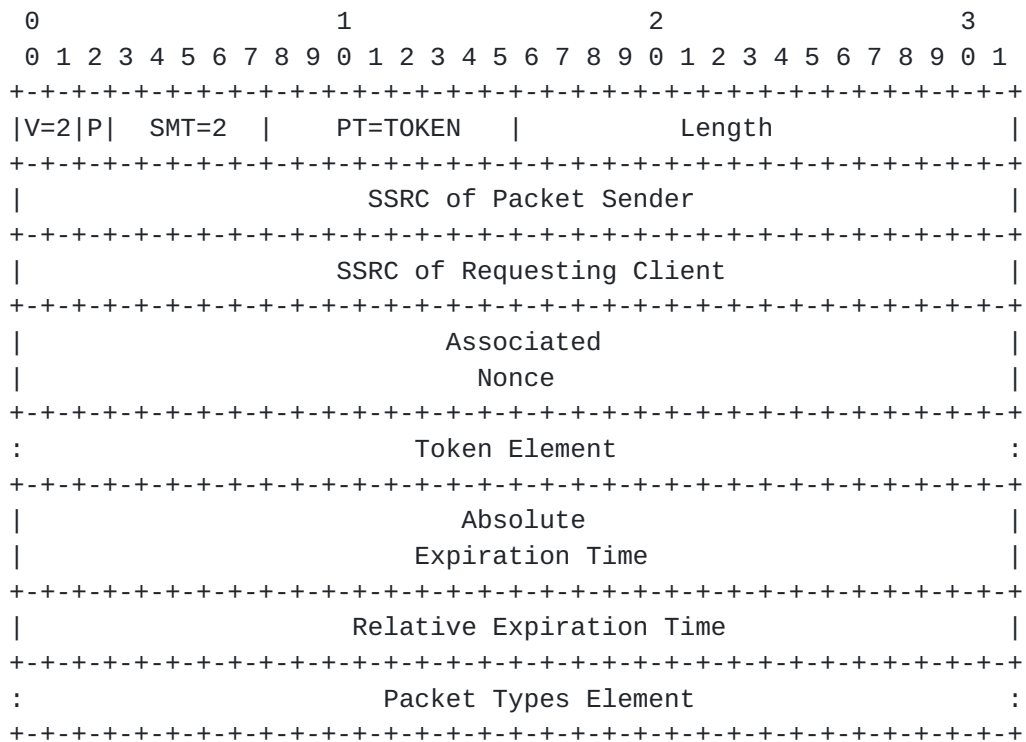 0                   1                   2                   3
 0 1 2 3 4 5 6 7 8 9 0 1 2 3 4 5 6 7 8 9 0 1 2 3 4 5 6 7 8 9 0 1
+-+-+-+-+-+-+-+-+-+-+-+-+-+-+-+-+-+-+-+-+-+-+-+-+-+-+-+-+-+-+-+-+
|V=2|P|  SMT=2  |    PT=TOKEN   |          Length               |
+-+-+-+-+-+-+-+-+-+-+-+-+-+-+-+-+-+-+-+-+-+-+-+-+-+-+-+-+-+-+-+-+
|                      SSRC of Packet Sender                    |
+-+-+-+-+-+-+-+-+-+-+-+-+-+-+-+-+-+-+-+-+-+-+-+-+-+-+-+-+-+-+-+-+
|                    SSRC of Requesting Client                  |
+-+-+-+-+-+-+-+-+-+-+-+-+-+-+-+-+-+-+-+-+-+-+-+-+-+-+-+-+-+-+-+-+
|                           Associated                          |
|                             Nonce                             |
+-+-+-+-+-+-+-+-+-+-+-+-+-+-+-+-+-+-+-+-+-+-+-+-+-+-+-+-+-+-+-+-+
:                         Token Element                         :
+-+-+-+-+-+-+-+-+-+-+-+-+-+-+-+-+-+-+-+-+-+-+-+-+-+-+-+-+-+-+-+-+
|                            Absolute                           |
|                         Expiration Time                       |
+-+-+-+-+-+-+-+-+-+-+-+-+-+-+-+-+-+-+-+-+-+-+-+-+-+-+-+-+-+-+-+-+
|                     Relative Expiration Time                  |
+-+-+-+-+-+-+-+-+-+-+-+-+-+-+-+-+-+-+-+-+-+-+-+-+-+-+-+-+-+-+-+-+
:                       Packet Types Element                    :
+-+-+-+-+-+-+-+-+-+-+-+-+-+-+-+-+-+-+-+-+-+-+-+-+-+-+-+-+-+-+-+-+